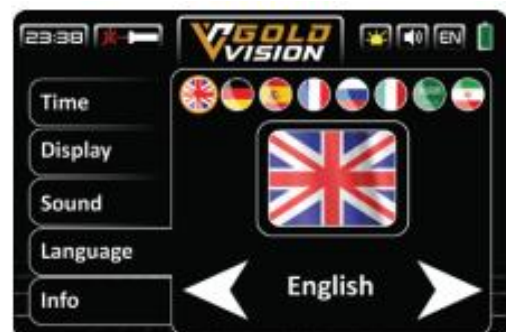 23:38
GOLD
VISION
EN
Time
Display
Sound
Language
Info
English